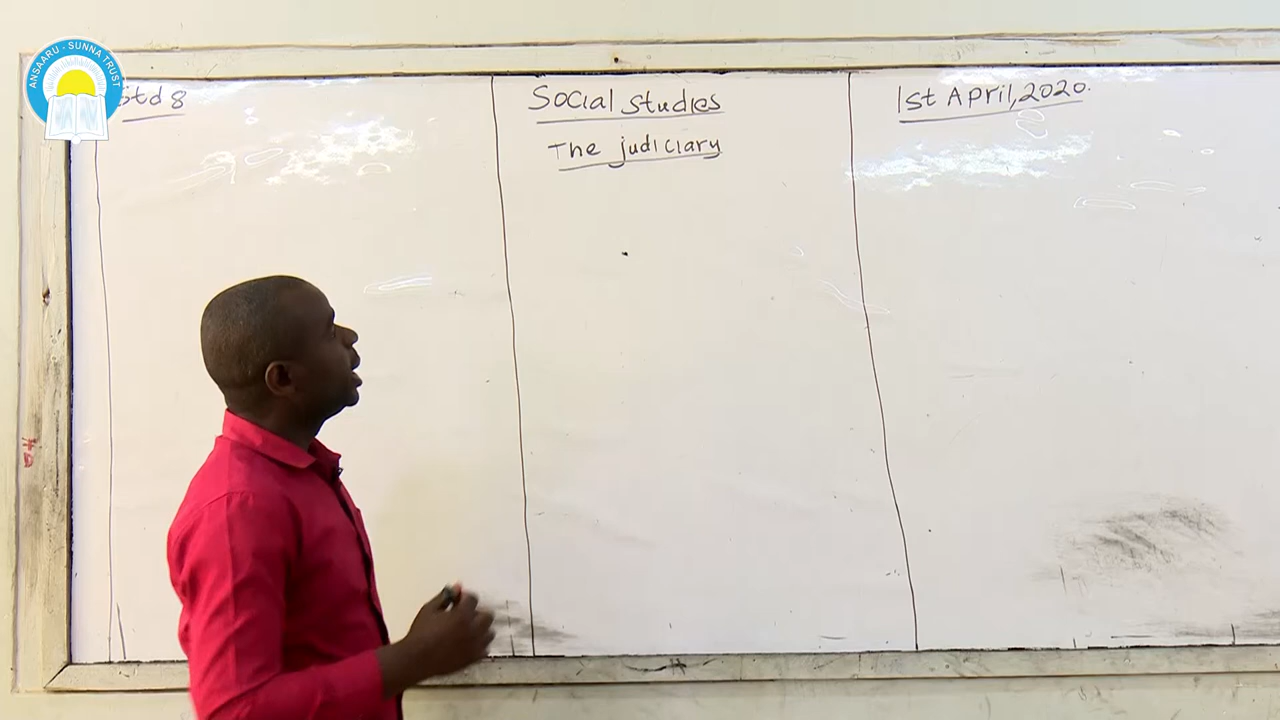 ANSAARU - SUNNA TRUST
Std 8
Social Studies
The judiciary
1st April, 2020.